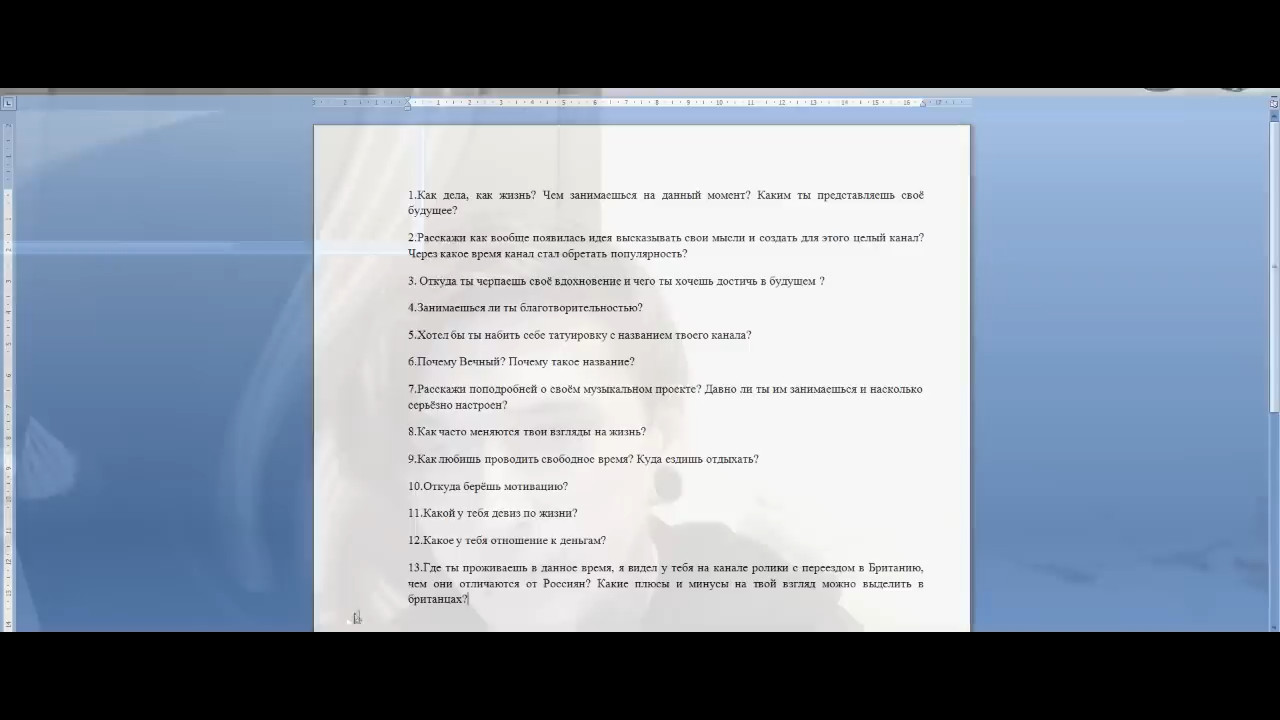 1.Как дела, как жизнь? Чем занимаешься на данный момент? Каким ты представляешь своё
будущее?
2.Расскажи как вообще появилась идея высказывать свои мысли и создать для этого целый канал?
Через какое время канал стал обретать популярность?
3. Откуда ты черпаешь своё вдохновение и чего ты хочешь достичь в будущем ?
4.Занимаешься ли ты благотворительностью?
5.Хотел бы ты набить себе татуировку с названием твоего канала?
6.Почему Вечный? Почему такое название?
7.Расскажи поподробней о своём музыкальном проекте? Давно ли ты им занимаешься и насколько
серьёзно настроен?
8.Как часто меняются твои взгляды на жизнь?
9.Как любишь проводить свободное время? Куда ездишь отдыхать?
10.Откуда берёшь мотивацию?
11.Какой у тебя девиз по жизни?
12.Какое у тебя отношение к деньгам?
13.Где ты проживаешь в данное время, я видел у тебя на канале ролики с переездом в Британию,
чем они отличаются от Россиян? Какие плюсы и минусы на твой взгляд можно выделить в
британцах?